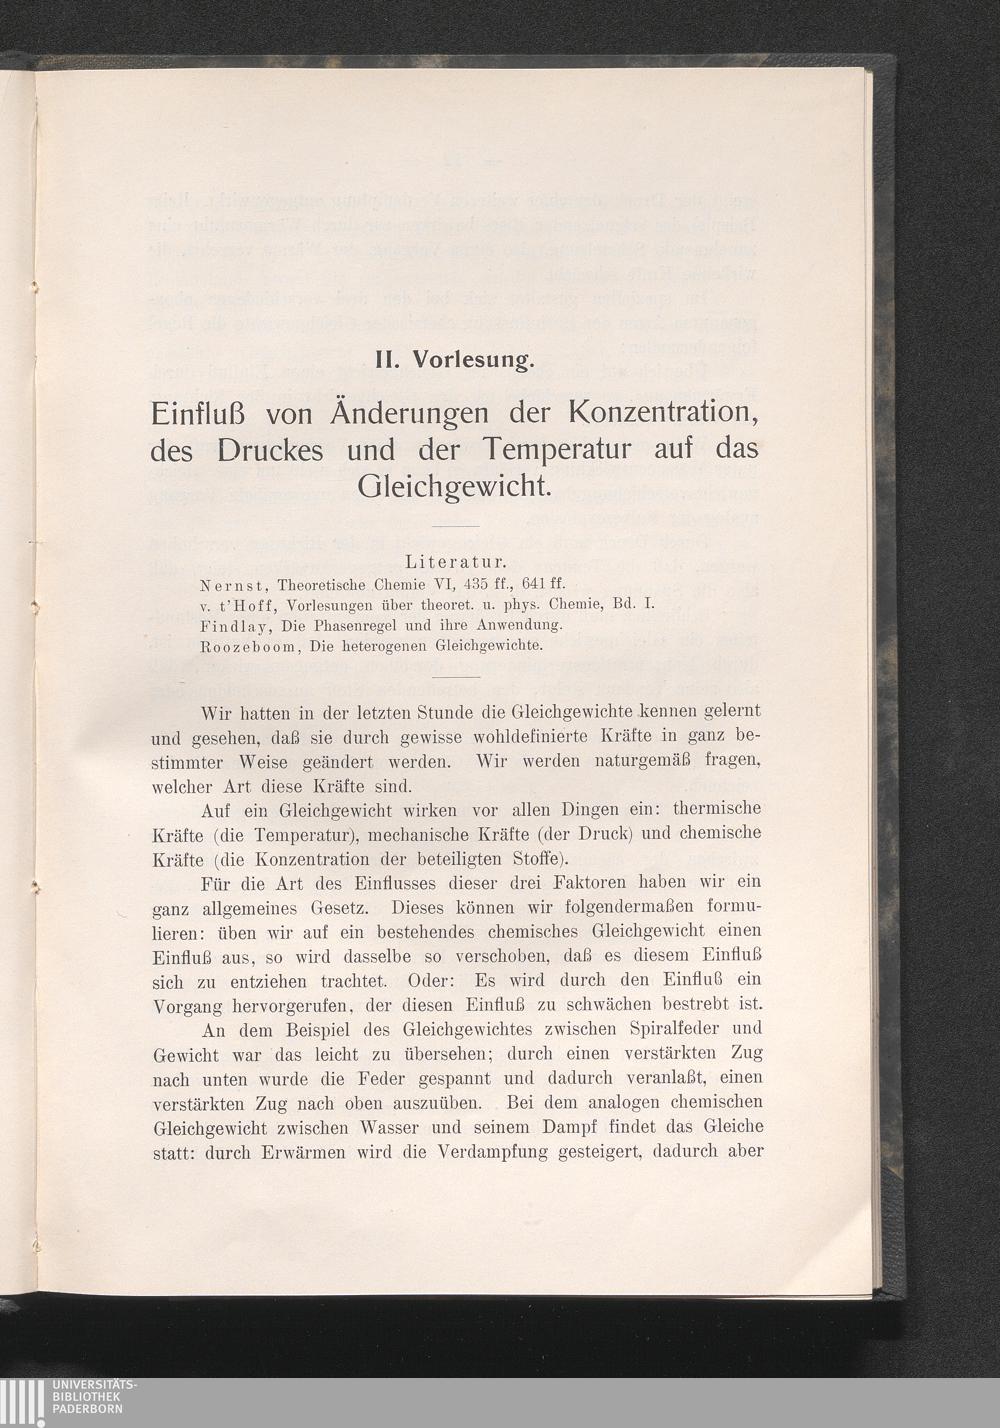 II. Vorlesung.
Einfluß von Änderungen der Konzentration,
des Druckes und der Temperatur auf das
Gleichgewicht.
Literatur.
Nernst, Theoretische Chemie VI, 435 ff., 641 ff.
v. t'Hoff, Vorlesungen über theoret. u. phys. Chemie, Bd. I.
Findlay, Die Phasenregel und ihre Anwendung.
Roozeboom, Die heterogenen Gleichgewichte.
Wir hatten in der letzten Stunde die Gleichgewichte kennen gelernt
und gesehen, daß sie durch gewisse wohldefinierte Kräfte in ganz be-
stimmter Weise geändert werden. Wir werden naturgemäß fragen,
welcher Art diese Kräfte sind.
Auf ein Gleichgewicht wirken vor allen Dingen ein: thermische
Kräfte (die Temperatur), mechanische Kräfte (der Druck) und chemische
Kräfte (die Konzentration der beteiligten Stoffe).
Für die Art des Einflusses dieser drei Faktoren haben wir ein
ganz allgemeines Gesetz. Dieses können wir folgendermaßen formu-
lieren: üben wir auf ein bestehendes chemisches Gleichgewicht einen
Einfluß aus, so wird dasselbe so verschoben, daß es diesem Einfluß
sich zu entziehen trachtet. Oder: Es wird durch den Einfluß ein
Vorgang hervorgerufen, der diesen Einfluß zu schwächen bestrebt ist.
An dem Beispiel des Gleichgewichtes zwischen Spiralfeder und
Gewicht war das leicht zu übersehen; durch einen verstärkten Zug
nach unten wurde die Feder gespannt und dadurch veranlaßt, einen
verstärkten Zug nach oben auszuüben. Bei dem analogen chemischen
Gleichgewicht zwischen Wasser und seinem Dampf findet das Gleiche
statt: durch Erwärmen wird die Verdampfung gesteigert, dadurch aber
UNIVERSITÄTS-
BIBLIOTHEK
PADERBORN